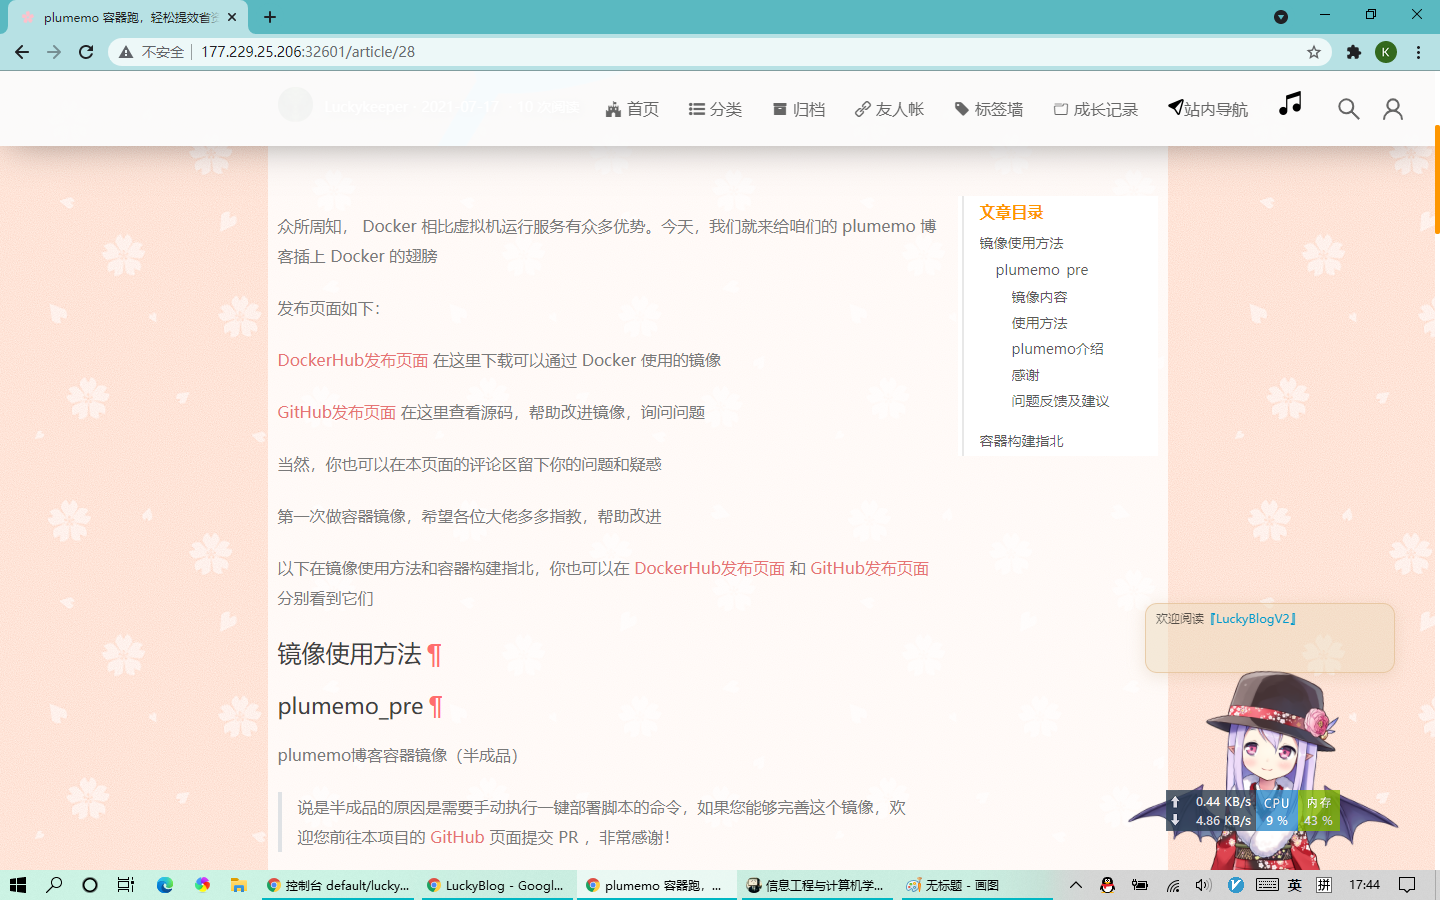 plumemo 容器跑，轻松提效省资
不安全 177.229.25.206:32601/article/28
K
Luckykeeper · 2021-07-17
首页 分类 归档 友人帐 标签墙 成长记录 站内导航
众所周知， Docker 相比虚拟机运行服务有众多优势。今天，我们就来给咱们的 plumemo 博
客插上 Docker 的翅膀
发布页面如下：
DockerHub发布页面 在这里下载可以通过 Docker 使用的镜像
GitHub发布页面 在这里查看源码，帮助改进镜像，询问问题
当然，你也可以在本页面的评论区留下你的问题和疑惑
第一次做容器镜像，希望各位大佬多多指教，帮助改进
以下在镜像使用方法和容器构建指北，你也可以在 DockerHub发布页面 和 GitHub发布页面
分别看到它们
镜像使用方法¶
plumemo_pre¶
plumemo博客容器镜像（半成品）
说是半成品的原因是需要手动执行一键部署脚本的命令，如果您能够完善这个镜像，欢
迎您前往本项目的 GitHub 页面提交 PR ，非常感谢！
文章目录
镜像使用方法
plumemo_pre
镜像内容
使用方法
plumemo介绍
感谢
问题反馈及建议
容器构建指北
欢迎阅读『LuckyBlogV2』
0.44 KB/s CPU 内存
4.86 KB/s 9 % 43 %
控制台 default/lucky... LuckyBlog - Googl... plumemo 容器跑，... 信息工程与计算机学... 无标题 - 画图 英 拼 17:44